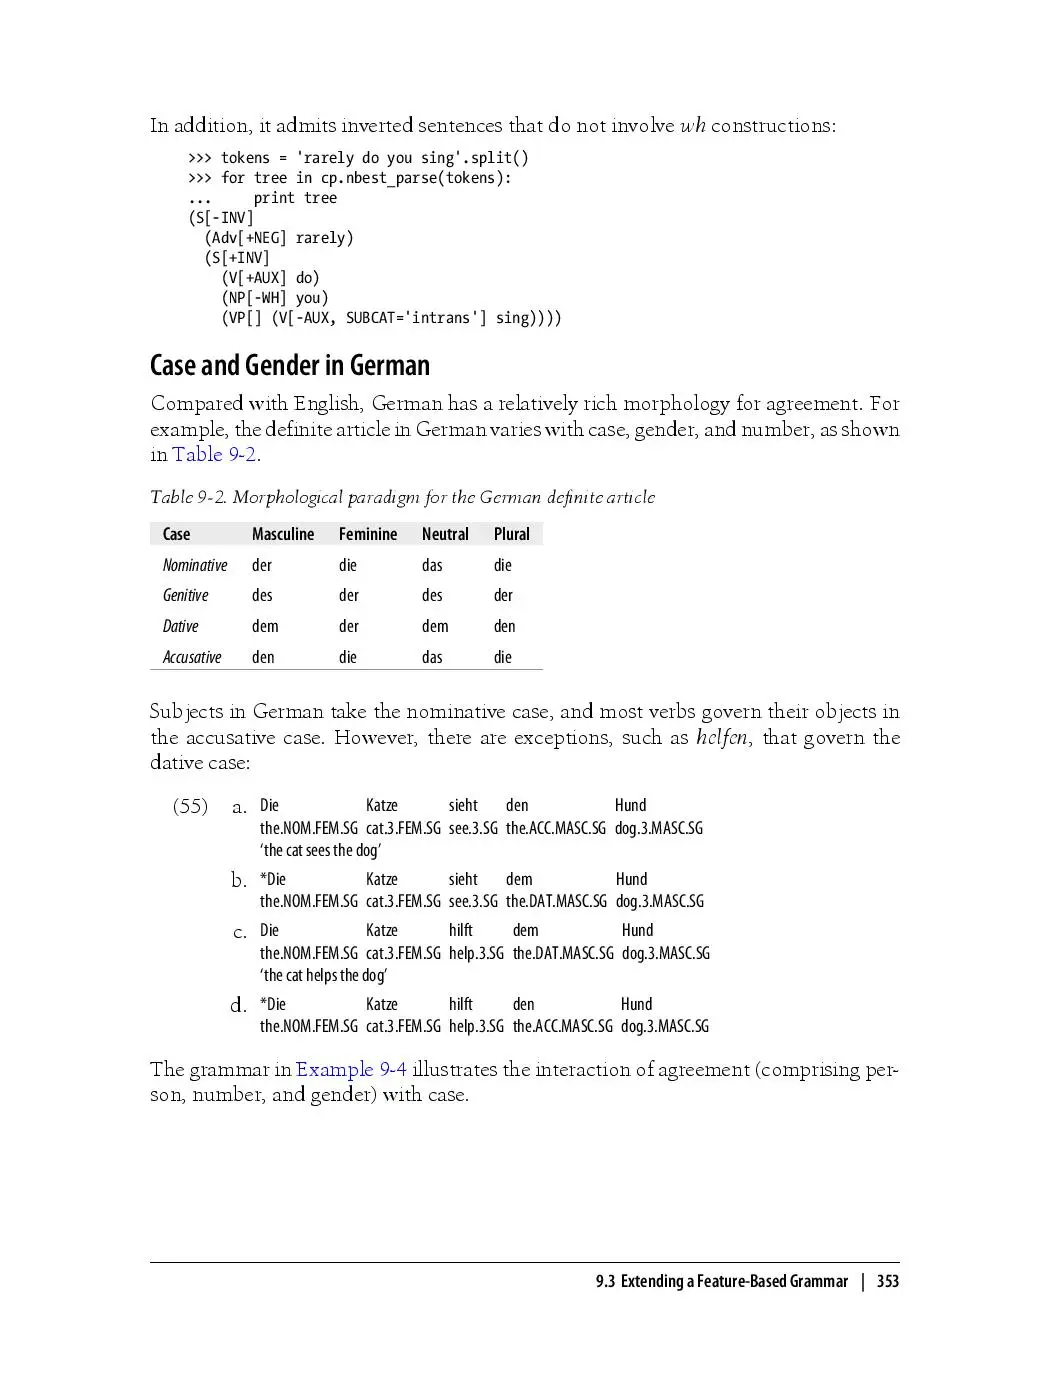 In addition, it admits inverted sentences that do not involve wh constructions:
>>> tokens = 'rarely do you sing'.split()
>>> for tree in cp.nbest_parse(tokens):
...     print tree
(S[-INV]
  (Adv[+NEG] rarely)
  (S[+INV]
    (V[+AUX] do)
    (NP[-WH] you)
    (VP[] (V[-AUX, SUBCAT='intrans'] sing))))
Case and Gender in German
Compared with English, German has a relatively rich morphology for agreement. For
example, the definite article in German varies with case, gender, and number, as shown
in Table 9-2.
Table 9-2. Morphological paradigm for the German definite article
Case Masculine Feminine Neutral Plural
Nominative der die das die
Genitive des der des der
Dative dem der dem den
Accusative den die das die
Subjects in German take the nominative case, and most verbs govern their objects in
the accusative case. However, there are exceptions, such as helfen, that govern the
dative case:
(55) a. Die Katze sieht den Hund
the.NOM.FEM.SG cat.3.FEM.SG see.3.SG the.ACC.MASC.SG dog.3.MASC.SG
‘the cat sees the dog’
b. *Die Katze sieht dem Hund
the.NOM.FEM.SG cat.3.FEM.SG see.3.SG the.DAT.MASC.SG dog.3.MASC.SG
c. Die Katze hilft dem Hund
the.NOM.FEM.SG cat.3.FEM.SG help.3.SG the.DAT.MASC.SG dog.3.MASC.SG
‘the cat helps the dog’
d. *Die Katze hilft den Hund
the.NOM.FEM.SG cat.3.FEM.SG help.3.SG the.ACC.MASC.SG dog.3.MASC.SG
The grammar in Example 9-4 illustrates the interaction of agreement (comprising per-
son, number, and gender) with case.
9.3 Extending a Feature-Based Grammar | 353